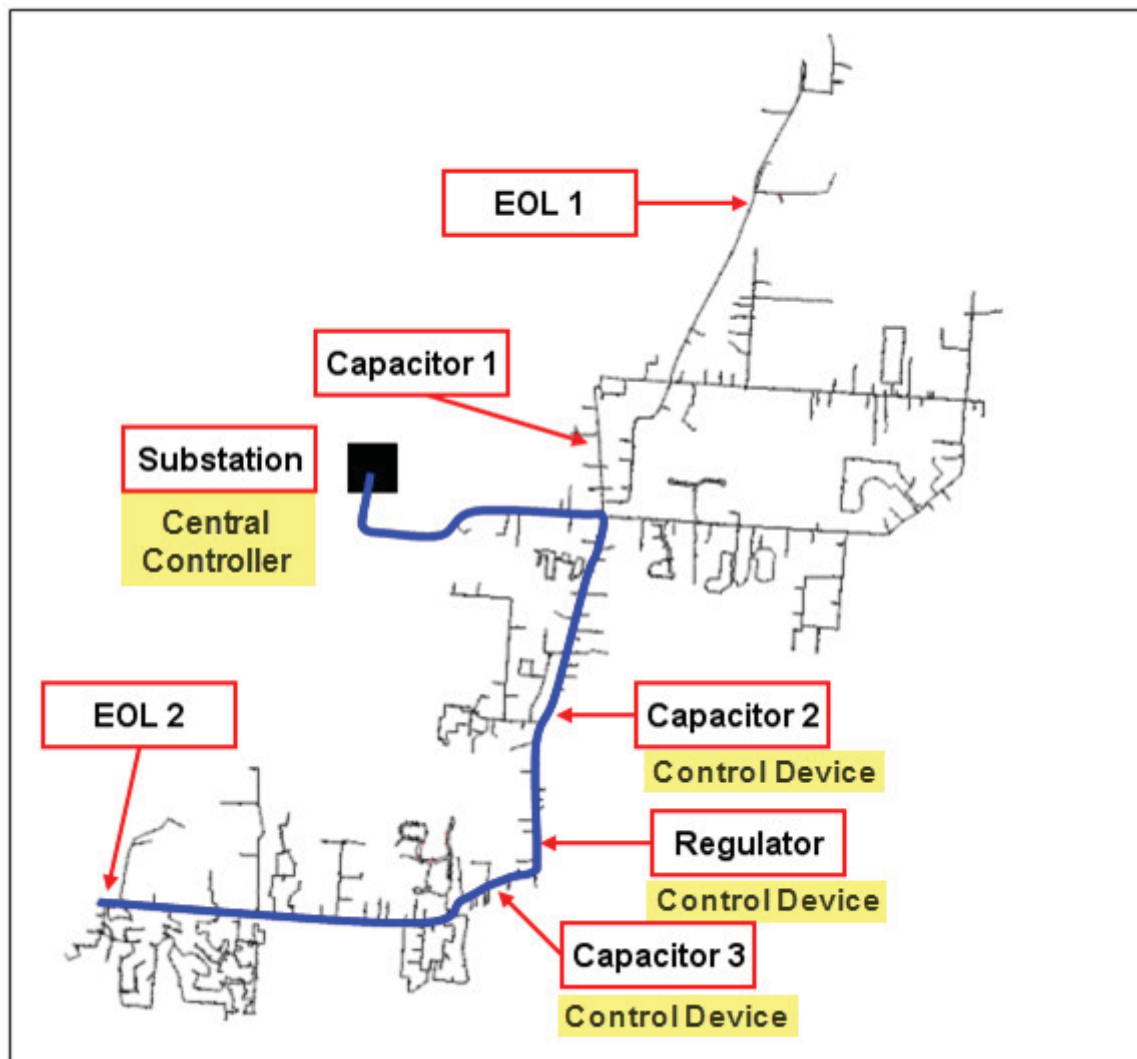 EOL 1
Capacitor 1
Substation
Central
Controller
EOL 2
Capacitor 2
Control Device
Regulator
Control Device
Capacitor 3
Control Device